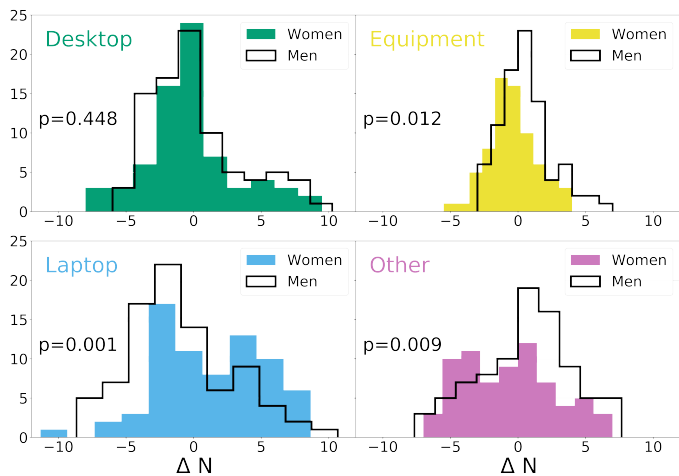 Desktop
Women
Men
p=0.448
25
20
15
10
5
0
−10 −5 0 5 10
Equipment
Women
Men
p=0.012
−10 −5 0 5 10
Laptop
Women
Men
p=0.001
25
20
15
10
5
0
−10 −5 0 5 10
Δ N
Other
Women
Men
p=0.009
−10 −5 0 5 10
Δ N